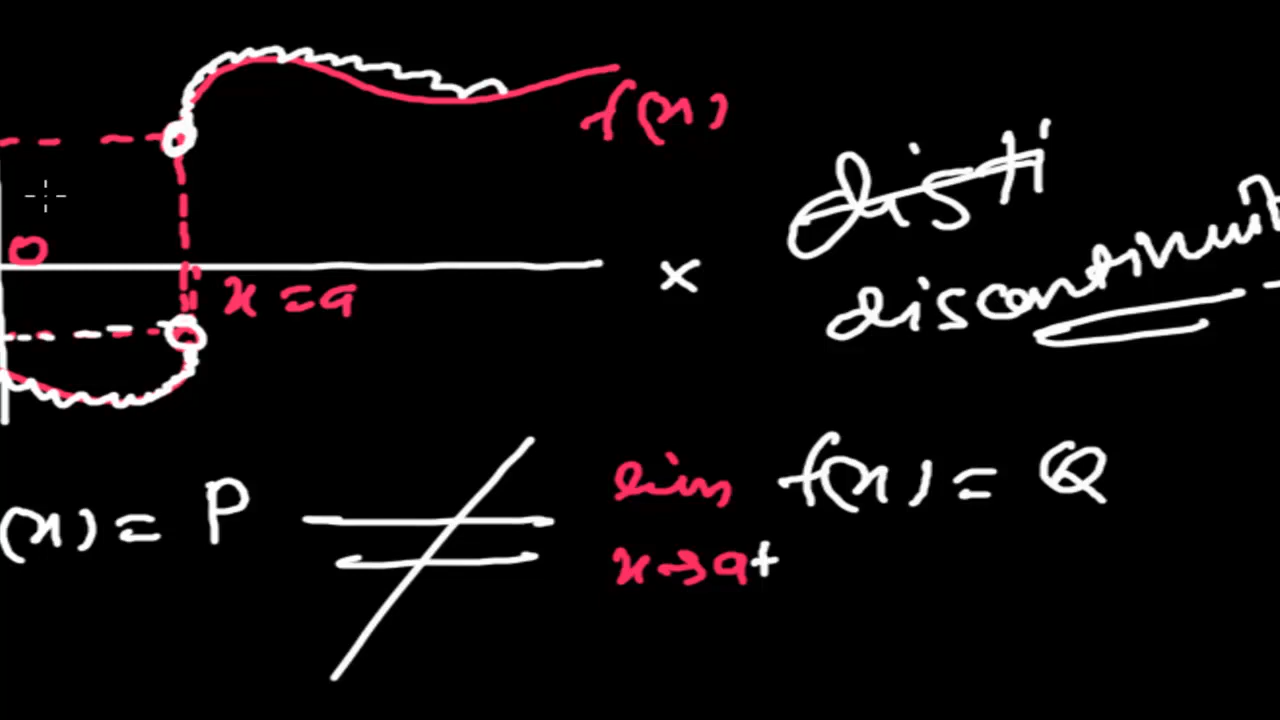 f(x)
disti
discontinuit
0
x = a
x
(x) = P ≠ lim f(x) = Q
x→a+